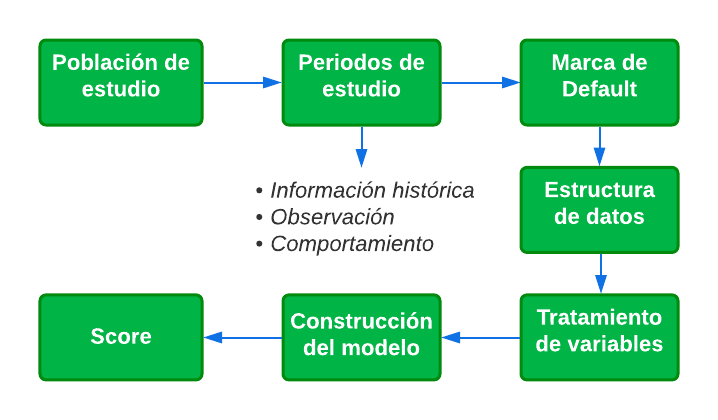 Población de
estudio
Periodos de
estudio
Marca de
Default
• Información histórica
• Observación
• Comportamiento
Estructura
de datos
Tratamiento
de variables
Construcción
del modelo
Score